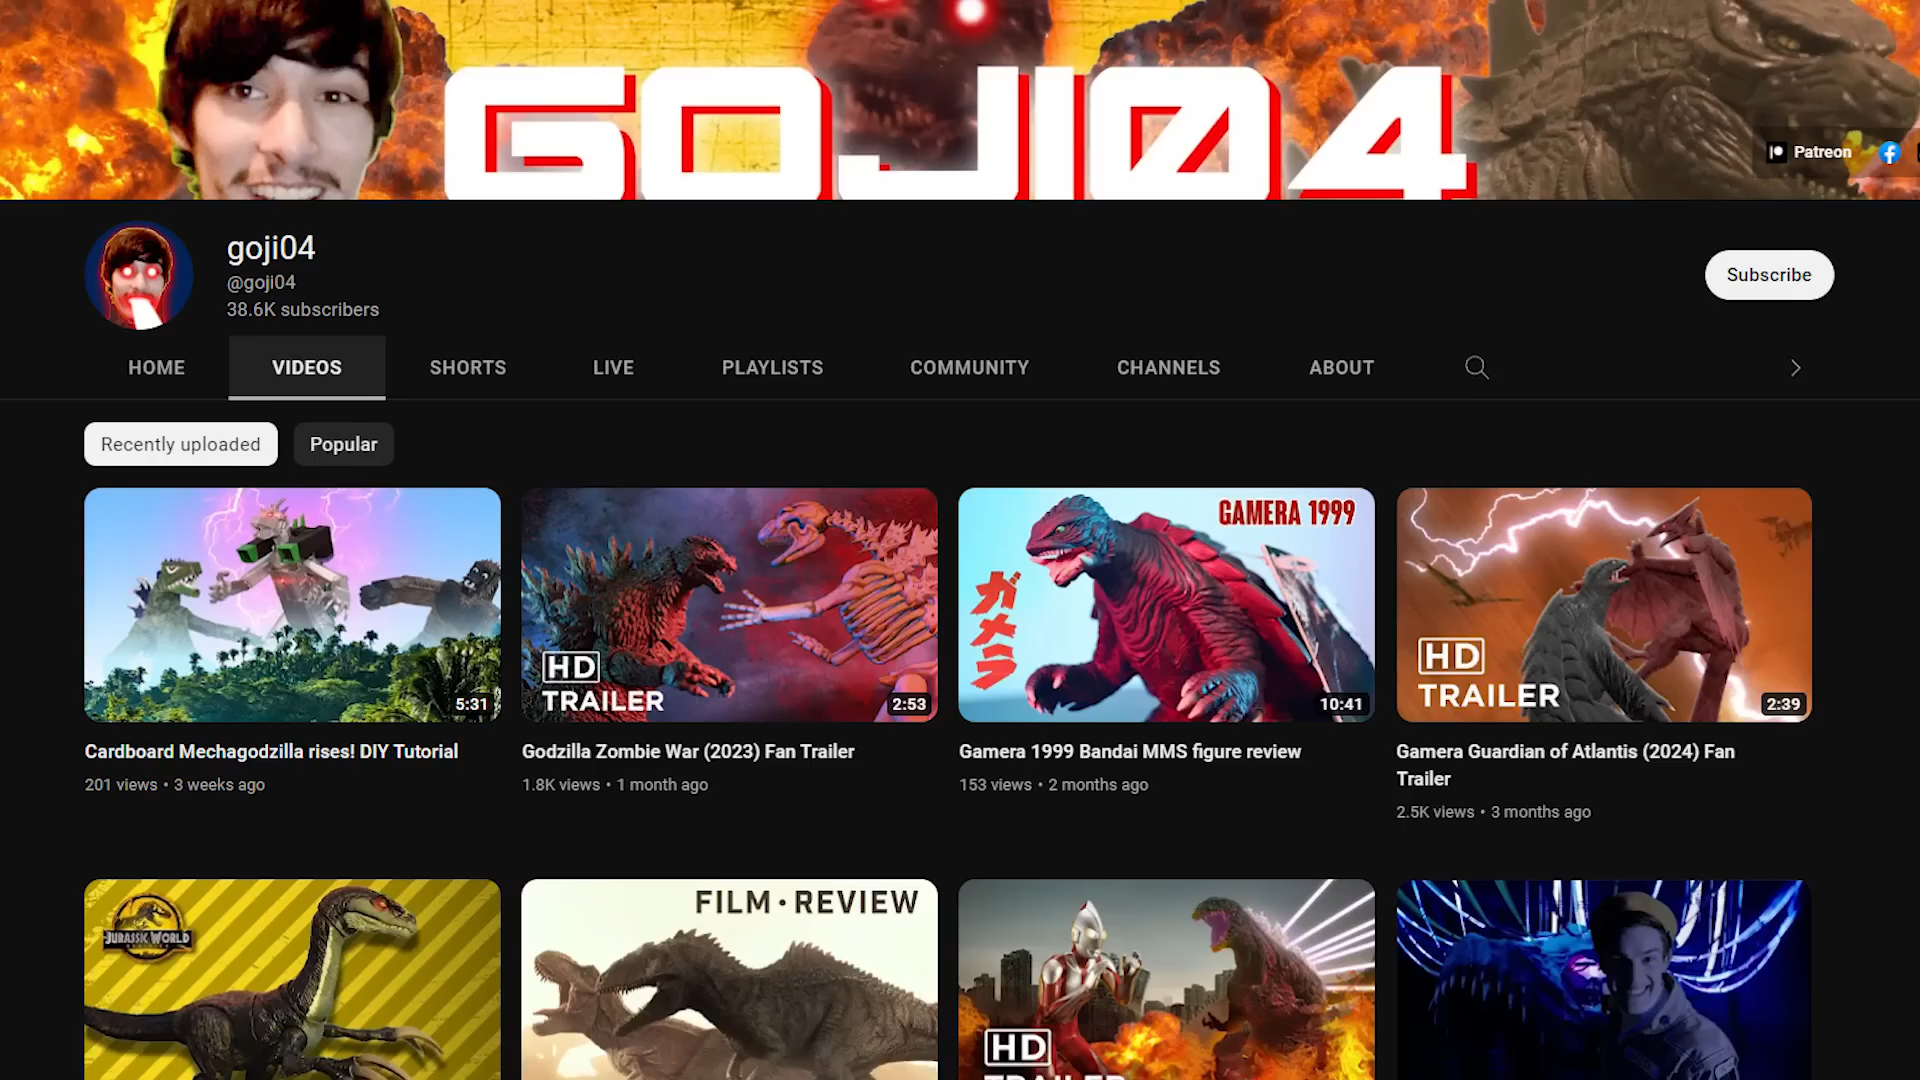 GOJI04
Patreon
goji04
@goji04
38.6K subscribers
Subscribe
HOME
VIDEOS
SHORTS
LIVE
PLAYLISTS
COMMUNITY
CHANNELS
ABOUT
Recently uploaded
Popular
5:31
HD
TRAILER
2:53
GAMERA 1999
ガメラ
10:41
HD
TRAILER
2:39
Cardboard Mechagodzilla rises! DIY Tutorial
201 views • 3 weeks ago
Godzilla Zombie War (2023) Fan Trailer
1.8K views • 1 month ago
Gamera 1999 Bandai MMS figure review
153 views • 2 months ago
Gamera Guardian of Atlantis (2024) Fan
Trailer
2.5K views • 3 months ago
JURASSIC WORLD
FILM • REVIEW
HD
TRAILER